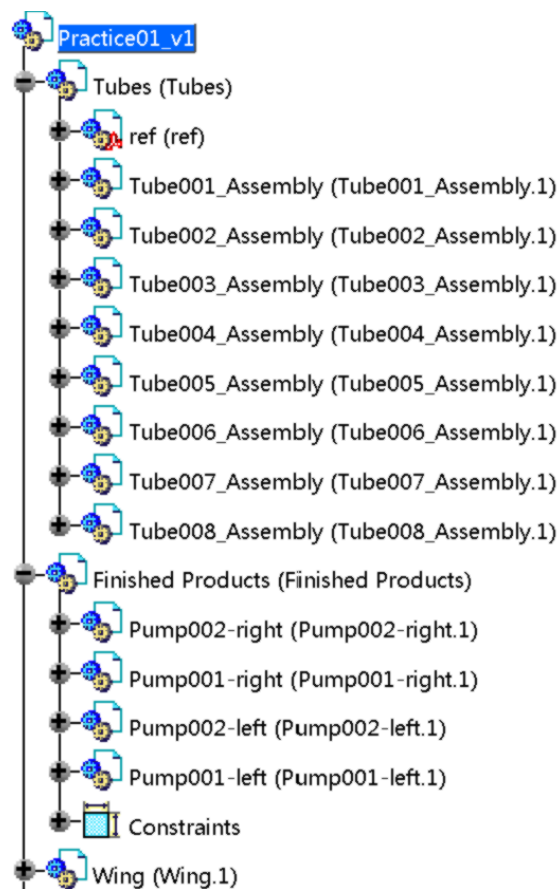 Practice01_v1
Tubes (Tubes)
ref (ref)
Tube001_Assembly (Tube001_Assembly.1)
Tube002_Assembly (Tube002_Assembly.1)
Tube003_Assembly (Tube003_Assembly.1)
Tube004_Assembly (Tube004_Assembly.1)
Tube005_Assembly (Tube005_Assembly.1)
Tube006_Assembly (Tube006_Assembly.1)
Tube007_Assembly (Tube007_Assembly.1)
Tube008_Assembly (Tube008_Assembly.1)
Finished Products (Finished Products)
Pump002-right (Pump002-right.1)
Pump001-right (Pump001-right.1)
Pump002-left (Pump002-left.1)
Pump001-left (Pump001-left.1)
Constraints
Wing (Wing.1)